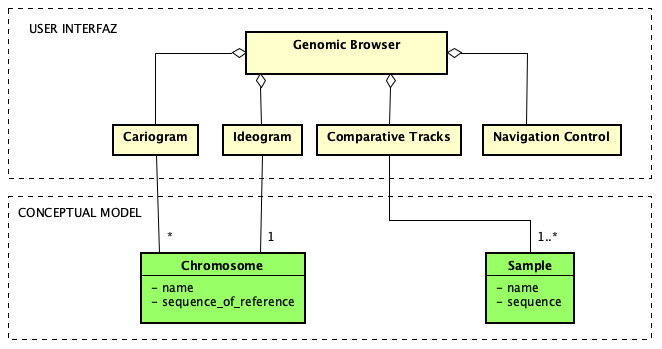 USER INTERFAZ
Genomic Browser
Cariogram
Ideogram
Comparative Tracks
Navigation Control
CONCEPTUAL MODEL
*
1
1..*
Chromosome
- name
- sequence_of_reference
Sample
- name
- sequence